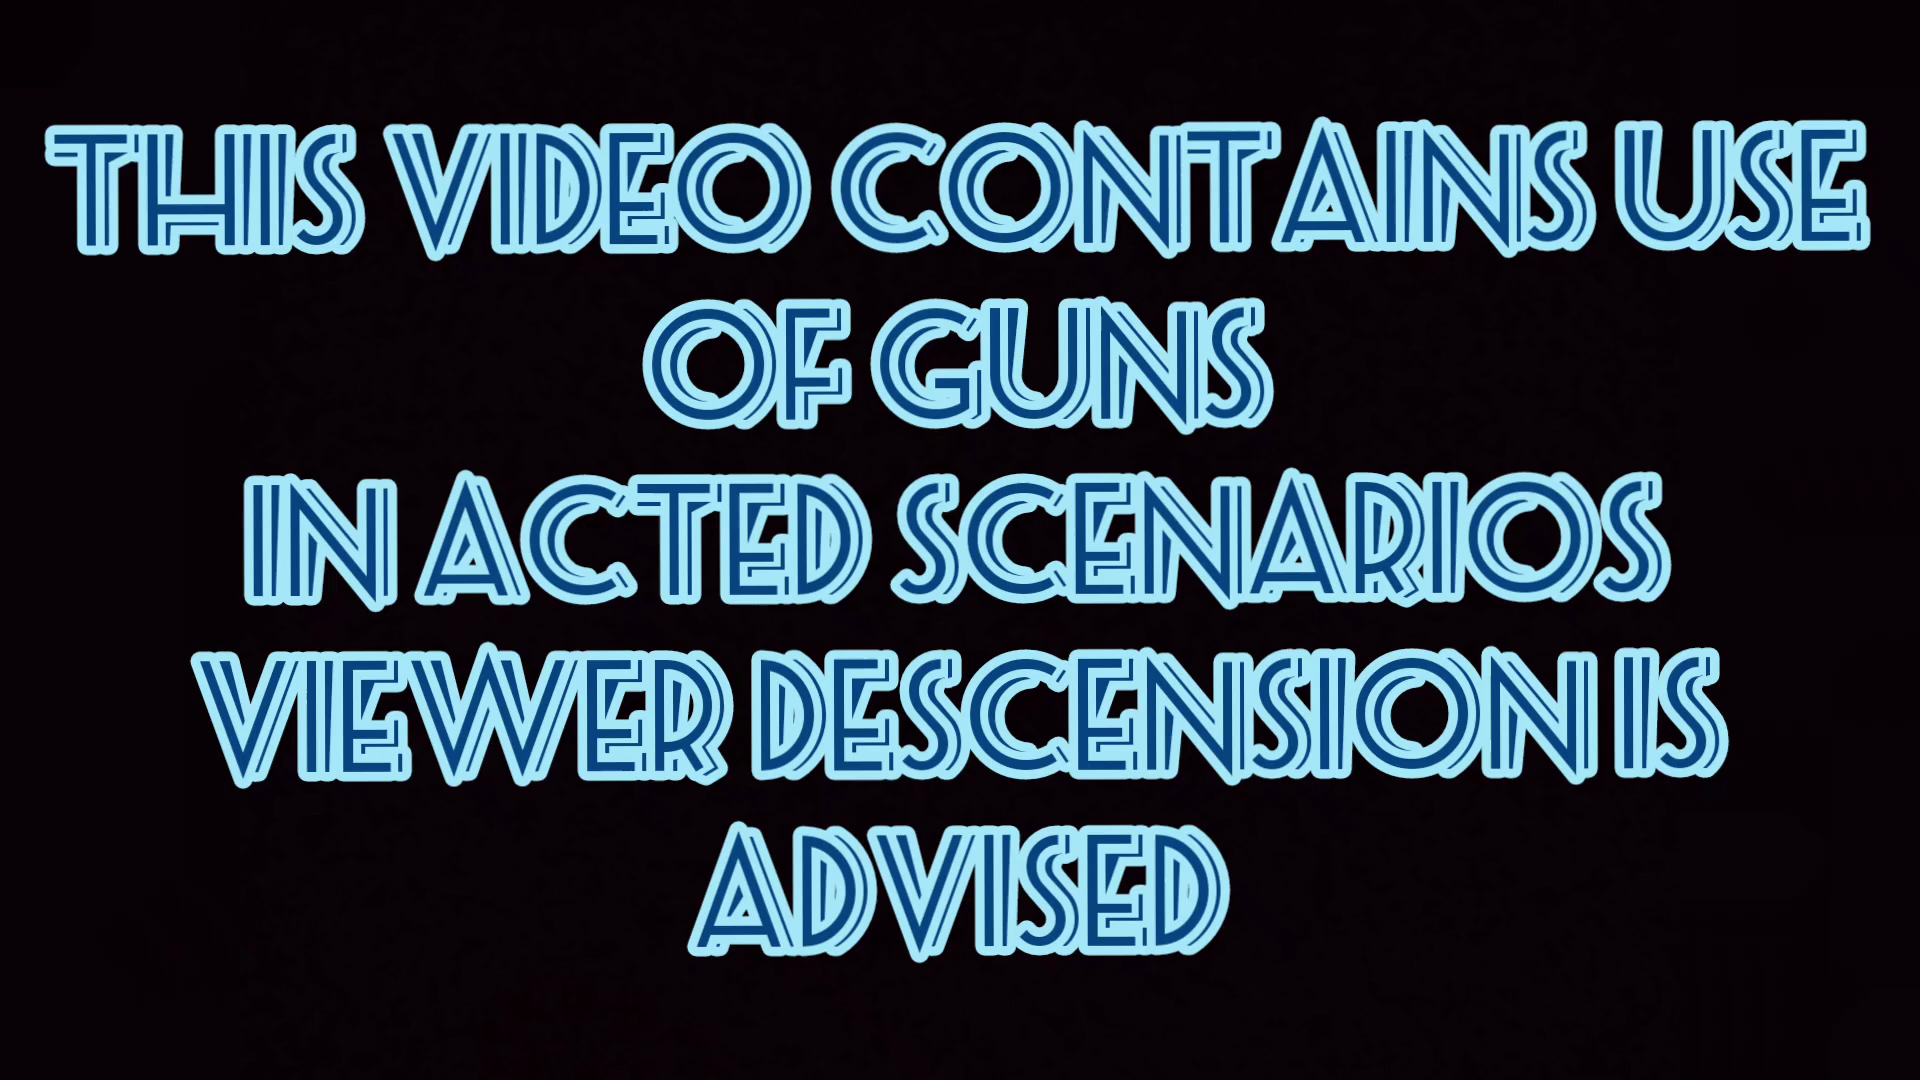 THIS VIDEO CONTAINS USE
OF GUNS
IN ACTED SCENARIOS
VIEWER DESCENSION IS
ADVISED